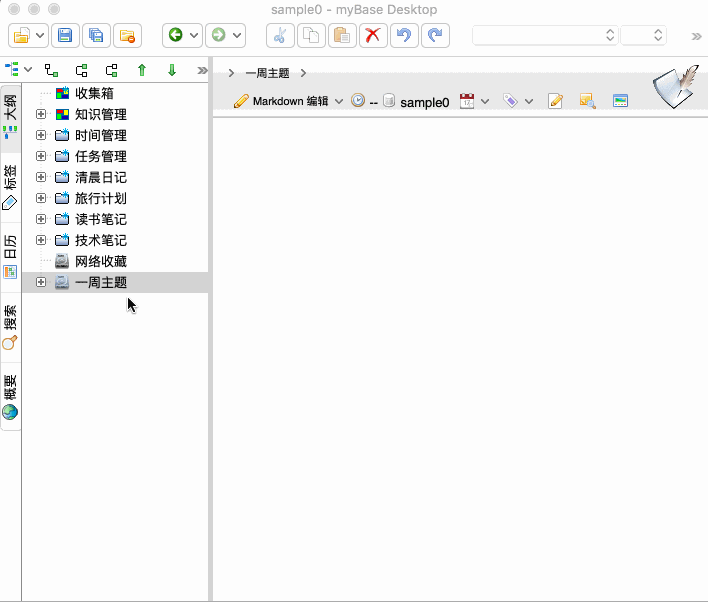 sample0 - myBase Desktop
一周主题
Markdown 编辑
--
sample0
12
大纲
标签
日历
搜索
概要
收集箱
知识管理
时间管理
任务管理
清晨日记
旅行计划
读书笔记
技术笔记
网络收藏
一周主题